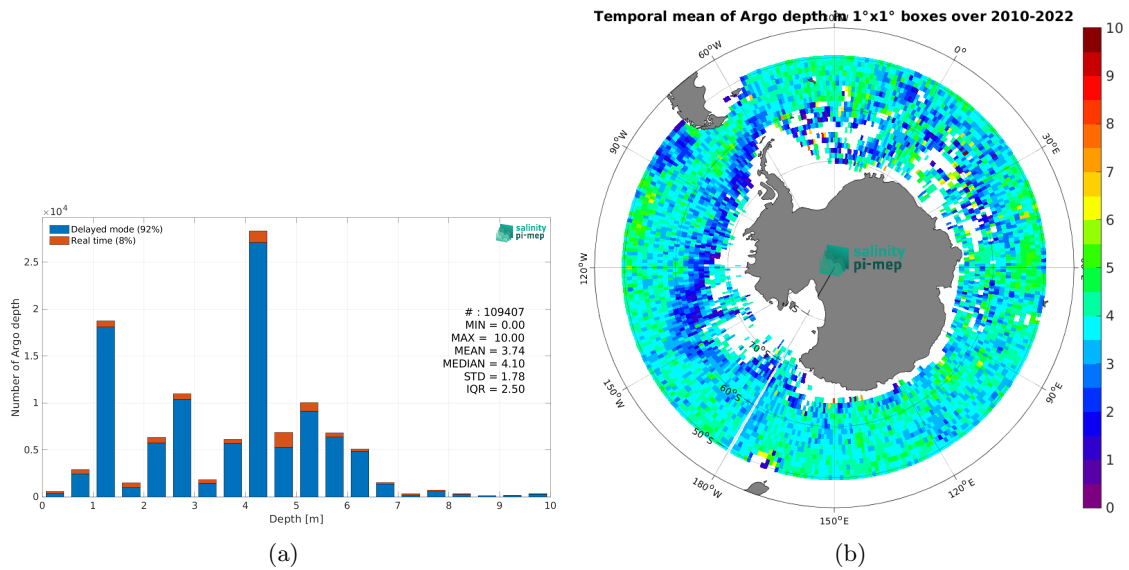 ×10⁴
Delayed mode (92%)
Real time (8%)
salinity
pi-mep
2.5
2
1.5
1
0.5
0
Number of Argo depth
# : 109407
MIN = 0.00
MAX = 10.00
MEAN = 3.74
MEDIAN = 4.10
STD = 1.78
IQR = 2.50
0 1 2 3 4 5 6 7 8 9 10
Depth [m]
(a)
Temporal mean of Argo depth in 1°x1° boxes over 2010-2022
60°W
0°
90°W
30°E
120°W
salinity
pi-mep
70°S
60°S
50°S
150°W
90°E
180°W
120°E
150°E
10
9
8
7
6
5
4
3
2
1
0
(b)